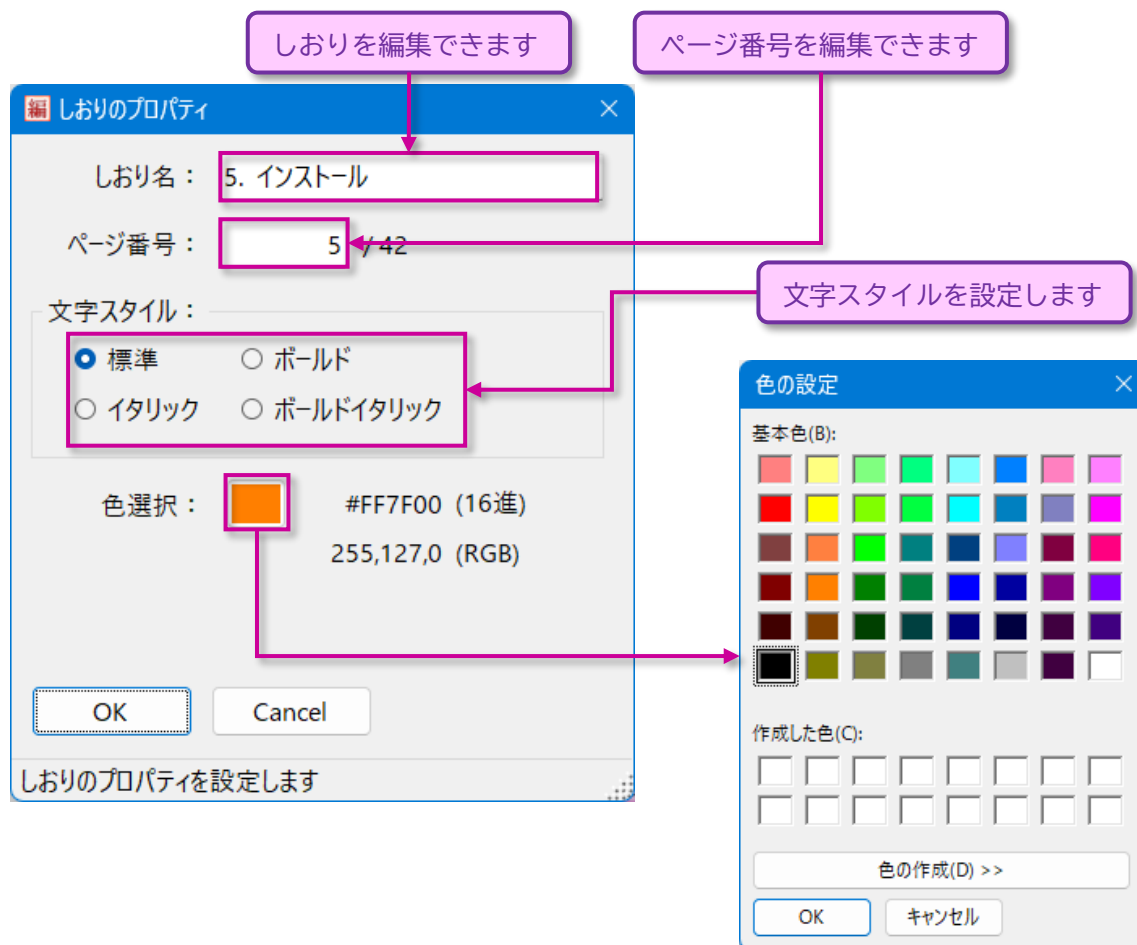 しおりを編集できます
ページ番号を編集できます
編 しおりのプロパティ
しおり名：
5. インストール
ページ番号：
5 / 42
文字スタイルを設定します
文字スタイル：
標準
ボールド
イタリック
ボールドイタリック
色選択：
#FF7F00 (16進)
255,127,0 (RGB)
OK
Cancel
しおりのプロパティを設定します
色の設定
基本色(B):
作成した色(C):
色の作成(D) >>
OK
キャンセル